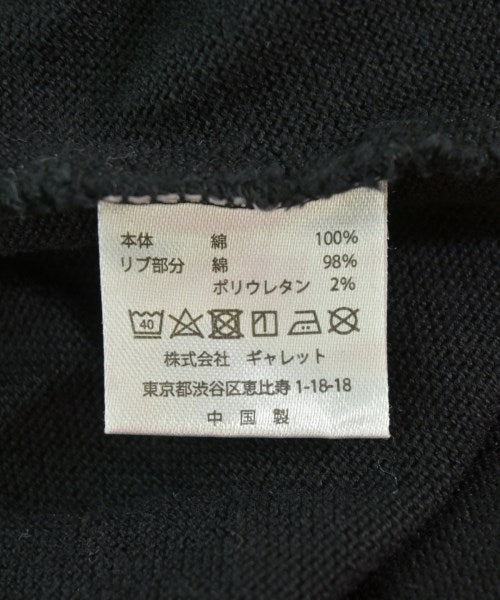 本体 綿 100%
リブ部分 綿 98%
ポリウレタン 2%
40
株式会社 ギャレット
東京都渋谷区恵比寿1-18-18
中国製